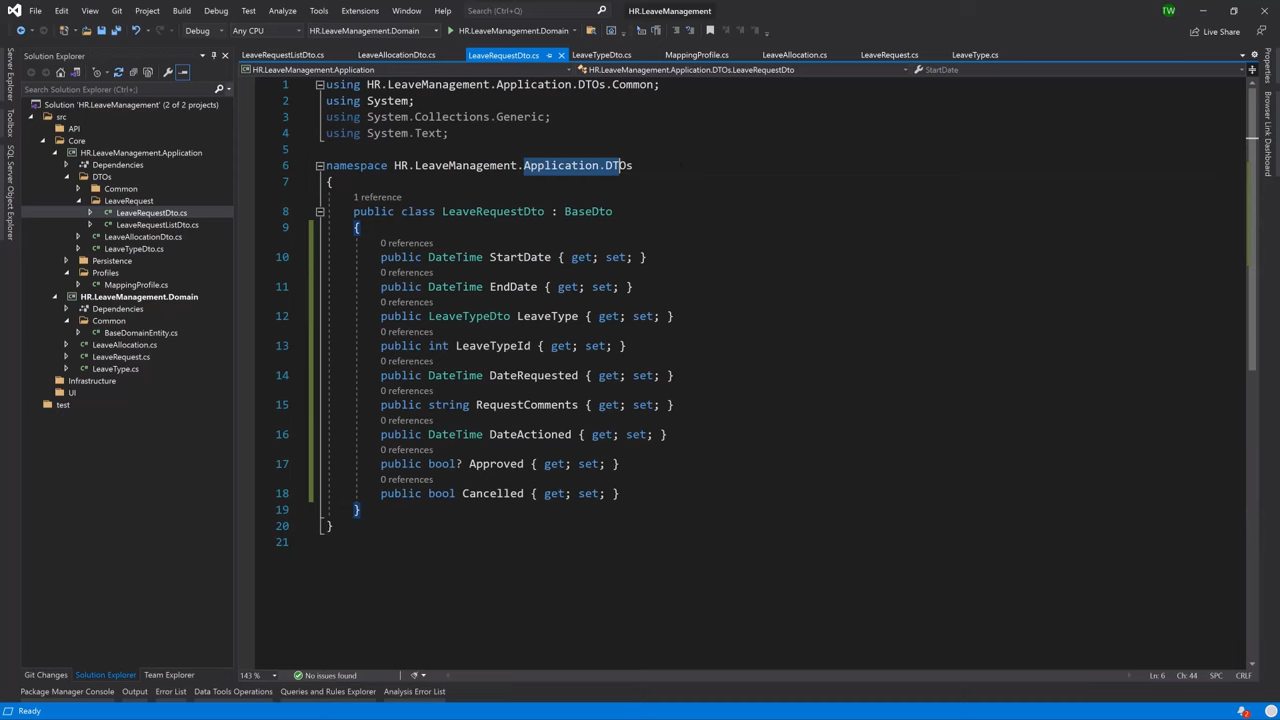 File Edit View Git Project Build Debug Test Analyze Tools Extensions Window Help Search (Ctrl+Q) HR.LeaveManagement TW
Debug Any CPU HR.LeaveManagement.Domain HR.LeaveManagement.Domain Live Share
Server Explorer
Toolbox
SQL Server Object Explorer
Solution Explorer
Search Solution Explorer (Ctrl+;)
Solution 'HR.LeaveManagement' (2 of 2 projects)
src
API
Core
HR.LeaveManagement.Application
Dependencies
DTOs
Common
LeaveRequest
LeaveRequestDto.cs
LeaveRequestListDto.cs
LeaveAllocationDto.cs
LeaveTypeDto.cs
Persistence
Profiles
MappingProfile.cs
HR.LeaveManagement.Domain
Dependencies
Common
BaseDomainEntity.cs
LeaveAllocation.cs
LeaveRequest.cs
LeaveType.cs
Infrastructure
UI
test
Git Changes Solution Explorer Team Explorer
LeaveRequestListDto.cs LeaveAllocationDto.cs LeaveRequestDto.cs LeaveTypeDto.cs MappingProfile.cs LeaveAllocation.cs LeaveRequest.cs LeaveType.cs
HR.LeaveManagement.Application HR.LeaveManagement.Application.DTOs.LeaveRequestDto StartDate
1 using HR.LeaveManagement.Application.DTOs.Common;
2 using System;
3 using System.Collections.Generic;
4 using System.Text;
5
6 namespace HR.LeaveManagement.Application.DTOs
7 {
1 reference
8 public class LeaveRequestDto : BaseDto
9 {
0 references
10 public DateTime StartDate { get; set; }
0 references
11 public DateTime EndDate { get; set; }
0 references
12 public LeaveTypeDto LeaveType { get; set; }
0 references
13 public int LeaveTypeId { get; set; }
0 references
14 public DateTime DateRequested { get; set; }
0 references
15 public string RequestComments { get; set; }
0 references
16 public DateTime DateActioned { get; set; }
0 references
17 public bool? Approved { get; set; }
0 references
18 public bool Cancelled { get; set; }
19 }
20 }
21
143 % No issues found Ln: 6 Ch: 44 SPC CRLF
Properties
SQL Database Link
Package Manager Console Output Error List Data Tools Operations Queries and Rules Explorer Analysis Error List
Ready 2